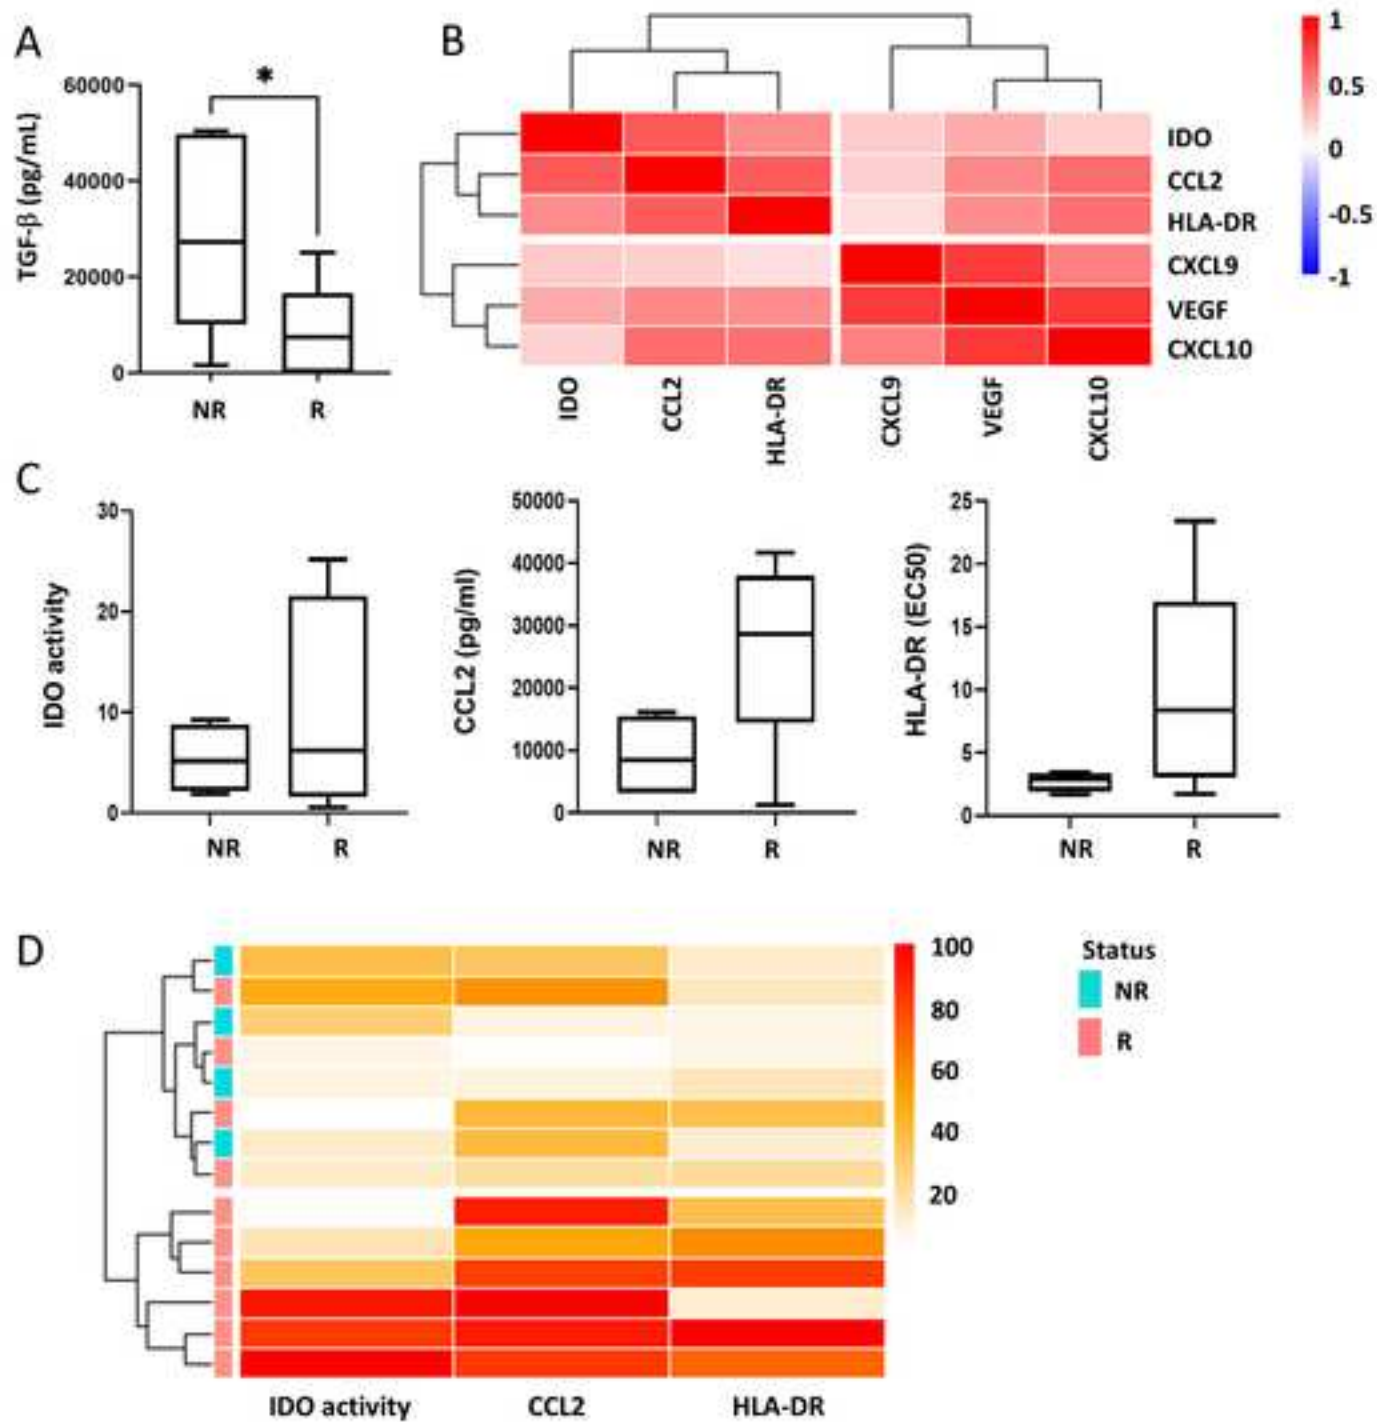 A
TGF-β (pg/mL)
60000
40000
20000
0
*
NR
R
B
IDO
CCL2
HLA-DR
CXCL9
VEGF
CXCL10
IDO
CCL2
HLA-DR
CXCL9
VEGF
CXCL10
1
0.5
0
-0.5
-1
C
IDO activity
30
20
10
0
NR
R
CCL2 (pg/ml)
50000
40000
30000
20000
10000
0
NR
R
HLA-DR (EC50)
25
20
15
10
5
0
NR
R
D
100
80
60
40
20
Status
NR
R
IDO activity
CCL2
HLA-DR